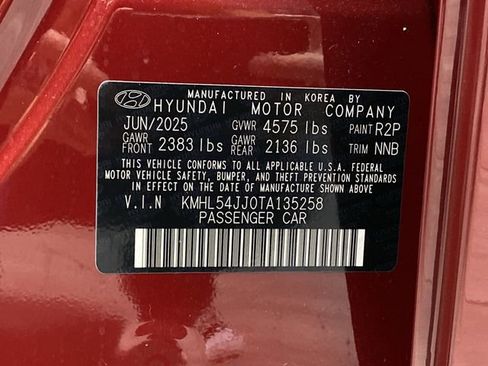 MANUFACTURED IN KOREA BY
HYUNDAI MOTOR COMPANY
JUN/2025 GVWR 4575 lbs PAINT R2P
GAWR FRONT 2383 lbs GAWR REAR 2136 lbs TRIM NNB
THIS VEHICLE CONFORMS TO ALL APPLICABLE U.S.A. FEDERAL
MOTOR VEHICLE SAFETY, BUMPER, AND THEFT PREVENTION STANDARDS
IN EFFECT ON THE DATE OF MANUFACTURE SHOWN ABOVE.
V.I.N KMHL54JJ0TA135258
PASSENGER CAR